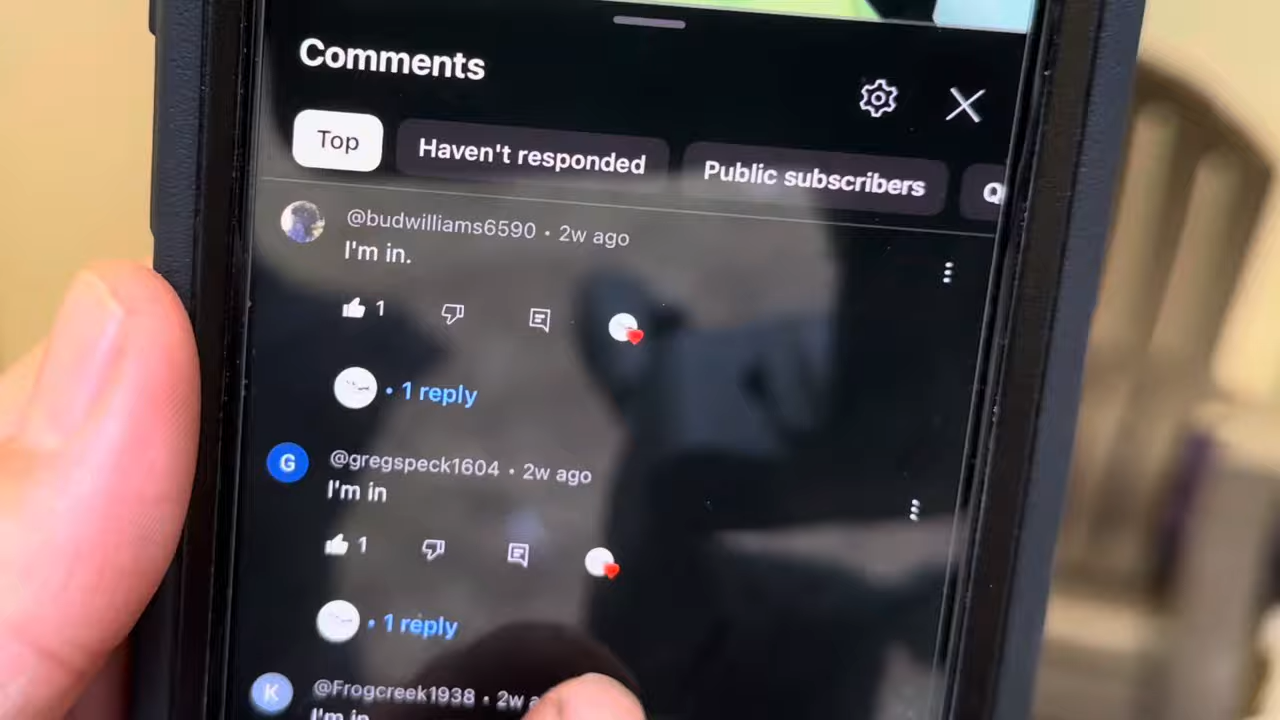 Comments
Top
Haven't responded
Public subscribers
Q
@budwilliams6590 • 2w ago
I'm in.
1
• 1 reply
G
@gregspeck1604 • 2w ago
I'm in
1
• 1 reply
K
@Frogcreek1938 • 2w a
I'm in